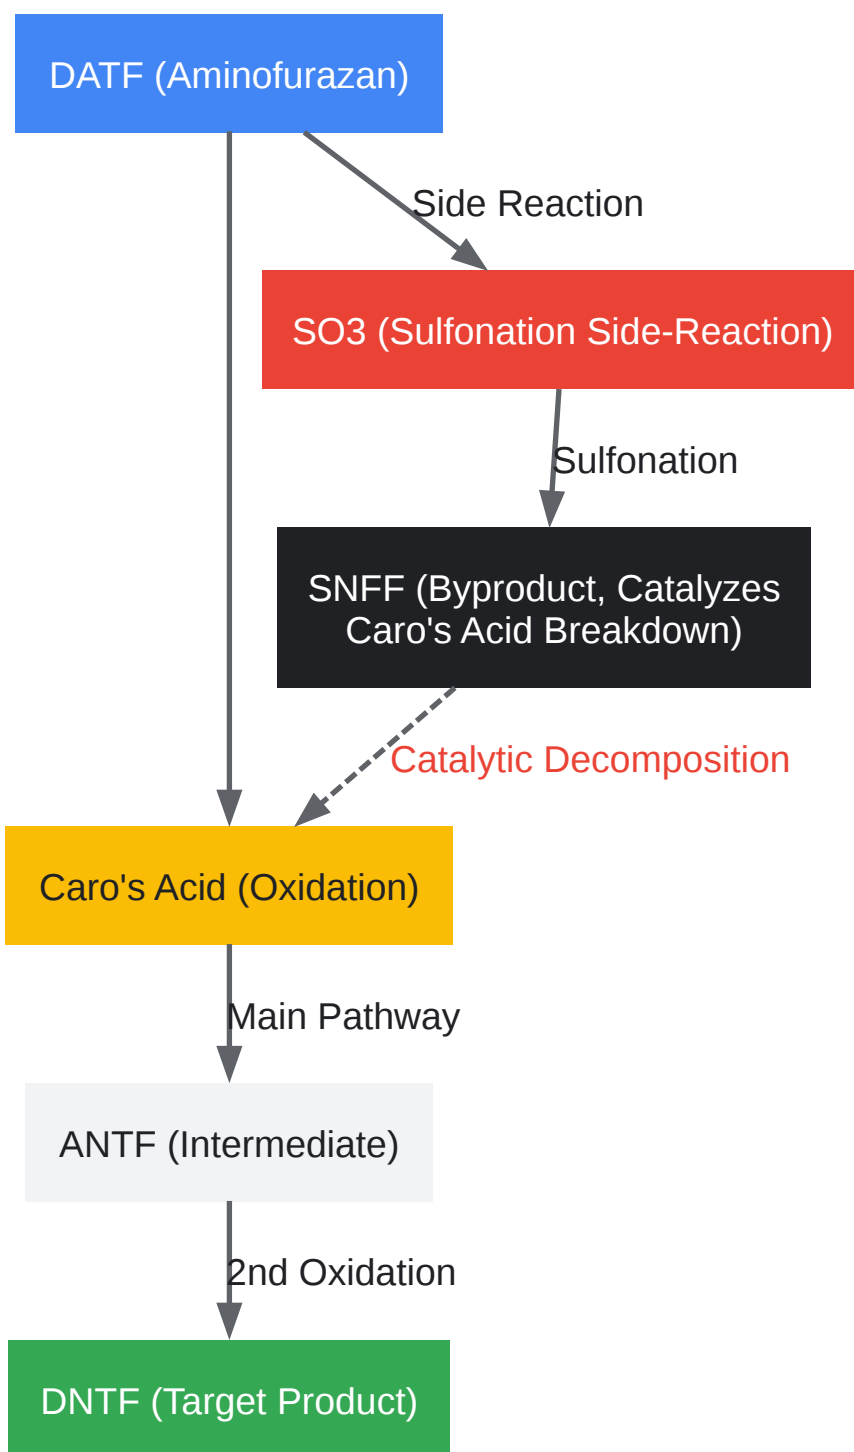 DATF (Aminofurazan)
Side Reaction
SO3 (Sulfonation Side-Reaction)
Sulfonation
SNFF (Byproduct, Catalyzes
Caro's Acid Breakdown)
Catalytic Decomposition
Caro's Acid (Oxidation)
Main Pathway
ANTF (Intermediate)
2nd Oxidation
DNTF (Target Product)